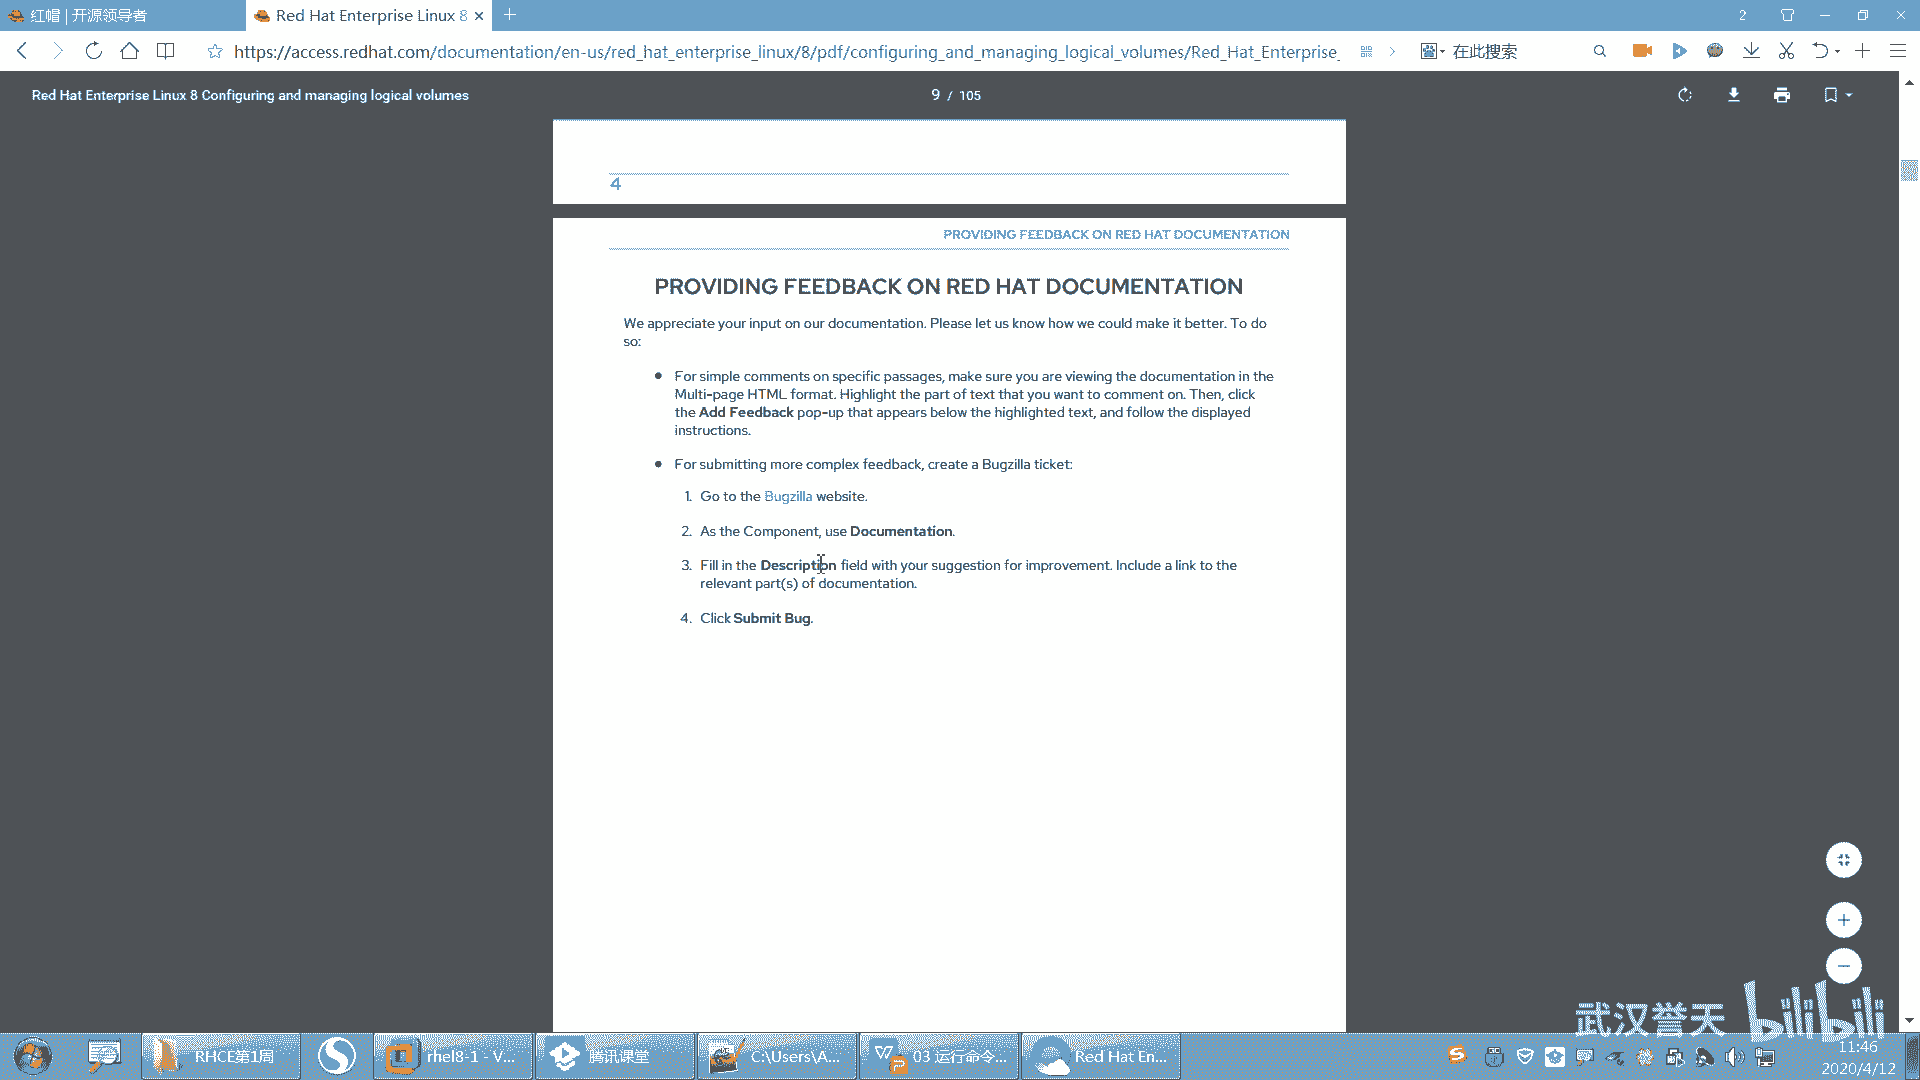 红帽 | 开源领导者
Red Hat Enterprise Linux 8
2
https://access.redhat.com/documentation/en-us/red_hat_enterprise_linux/8/pdf/configuring_and_managing_logical_volumes/Red_Hat_Enterprise_
在此搜索
Red Hat Enterprise Linux 8 Configuring and managing logical volumes
9 / 105
4
PROVIDING FEEDBACK ON RED HAT DOCUMENTATION
PROVIDING FEEDBACK ON RED HAT DOCUMENTATION
We appreciate your input on our documentation. Please let us know how we could make it better. To do
so:
● For simple comments on specific passages, make sure you are viewing the documentation in the
Multi-page HTML format. Highlight the part of text that you want to comment on. Then, click
the Add Feedback pop-up that appears below the highlighted text, and follow the displayed
instructions.
● For submitting more complex feedback, create a Bugzilla ticket:
1. Go to the Bugzilla website.
2. As the Component, use Documentation.
3. Fill in the Description field with your suggestion for improvement. Include a link to the
relevant part(s) of documentation.
4. Click Submit Bug.
武汉誉天 bilibili
RHCE第1周
rhel8-1 - V...
腾讯课堂
C:\Users\A...
03 运行命令...
Red Hat En...
11:46
2020/4/12